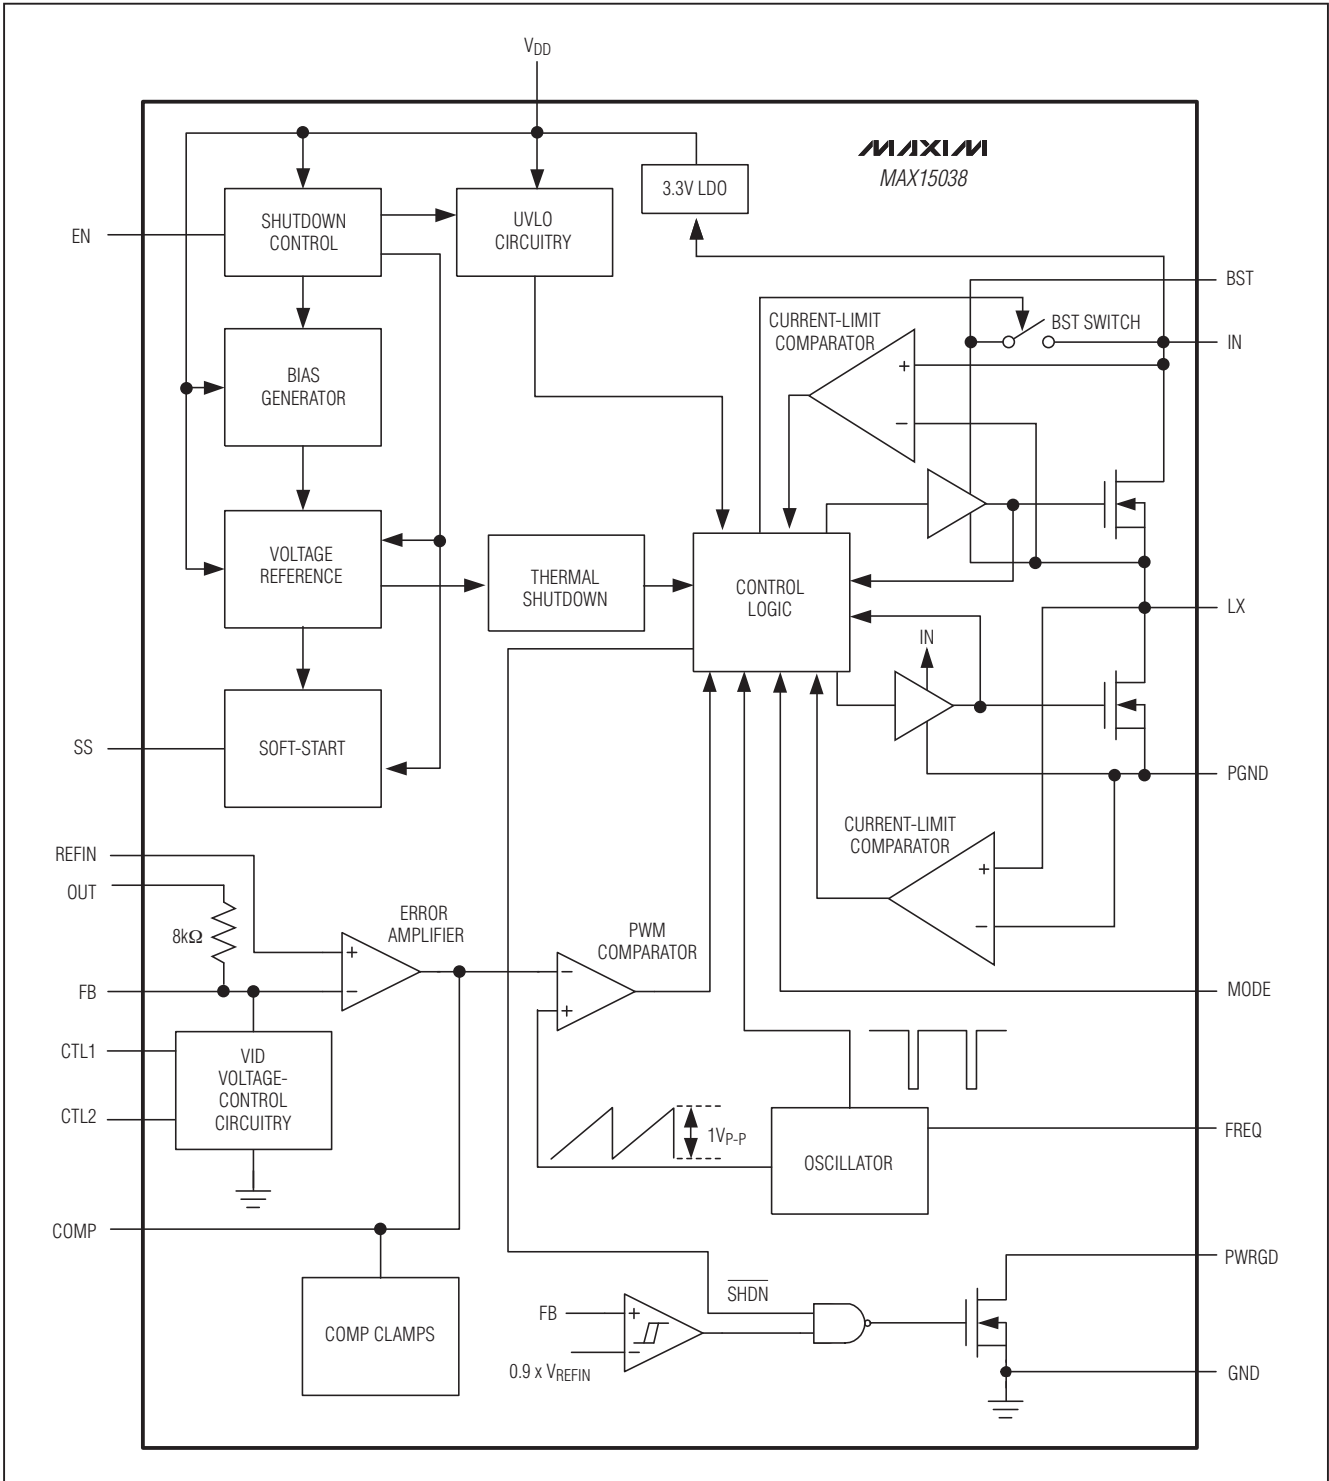 VDD
MAXIM
MAX15038
3.3V LDO
SHUTDOWN
CONTROL
UVLO
CIRCUITRY
EN
BST
CURRENT-LIMIT
COMPARATOR
BST SWITCH
IN
+
−
BIAS
GENERATOR
VOLTAGE
REFERENCE
THERMAL
SHUTDOWN
CONTROL
LOGIC
LX
IN
SS
SOFT-START
PGND
CURRENT-LIMIT
COMPARATOR
+
−
REFIN
OUT
8kΩ
ERROR
AMPLIFIER
+
−
PWM
COMPARATOR
−
+
FB
MODE
CTL1
CTL2
VID
VOLTAGE-
CONTROL
CIRCUITRY
1VP-P
OSCILLATOR
FREQ
COMP
COMP CLAMPS
PWRGD
SHDN
FB
+
−
0.9 x VREFIN
GND